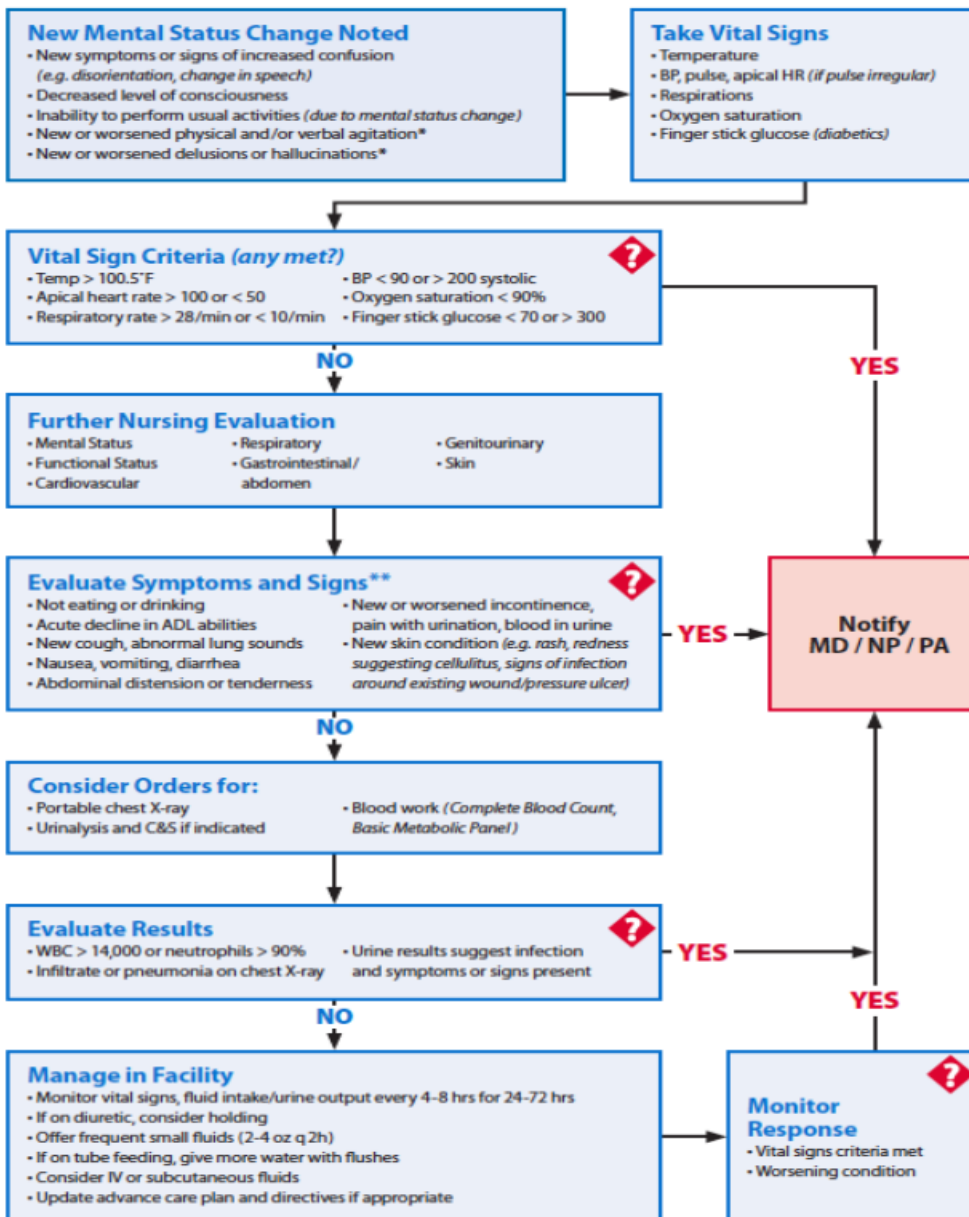 New Mental Status Change Noted
• New symptoms or signs of increased confusion
(e.g. disorientation, change in speech)
• Decreased level of consciousness
• Inability to perform usual activities (due to mental status change)
• New or worsened physical and/or verbal agitation*
• New or worsened delusions or hallucinations*
Take Vital Signs
• Temperature
• BP, pulse, apical HR (if pulse irregular)
• Respirations
• Oxygen saturation
• Finger stick glucose (diabetics)
Vital Sign Criteria (any met?)
?
• Temp > 100.5°F
• Apical heart rate > 100 or < 50
• Respiratory rate > 28/min or < 10/min
• BP < 90 or > 200 systolic
• Oxygen saturation < 90%
• Finger stick glucose < 70 or > 300
NO
YES
Further Nursing Evaluation
• Mental Status
• Functional Status
• Cardiovascular
• Respiratory
• Gastrointestinal/
abdomen
• Genitourinary
• Skin
Evaluate Symptoms and Signs**
?
• Not eating or drinking
• Acute decline in ADL abilities
• New cough, abnormal lung sounds
• Nausea, vomiting, diarrhea
• Abdominal distension or tenderness
• New or worsened incontinence,
pain with urination, blood in urine
• New skin condition (e.g. rash, redness
suggesting cellulitus, signs of infection
around existing wound/pressure ulcer)
YES
Notify
MD / NP / PA
NO
Consider Orders for:
• Portable chest X-ray
• Urinalysis and C&S if indicated
• Blood work (Complete Blood Count,
Basic Metabolic Panel)
Evaluate Results
?
• WBC > 14,000 or neutrophils > 90%
• Infiltrate or pneumonia on chest X-ray
• Urine results suggest infection
and symptoms or signs present
YES
YES
NO
Manage in Facility
• Monitor vital signs, fluid intake/urine output every 4-8 hrs for 24-72 hrs
• If on diuretic, consider holding
• Offer frequent small fluids (2-4 oz q 2h)
• If on tube feeding, give more water with flushes
• Consider IV or subcutaneous fluids
• Update advance care plan and directives if appropriate
?
Monitor
Response
• Vital signs criteria met
• Worsening condition